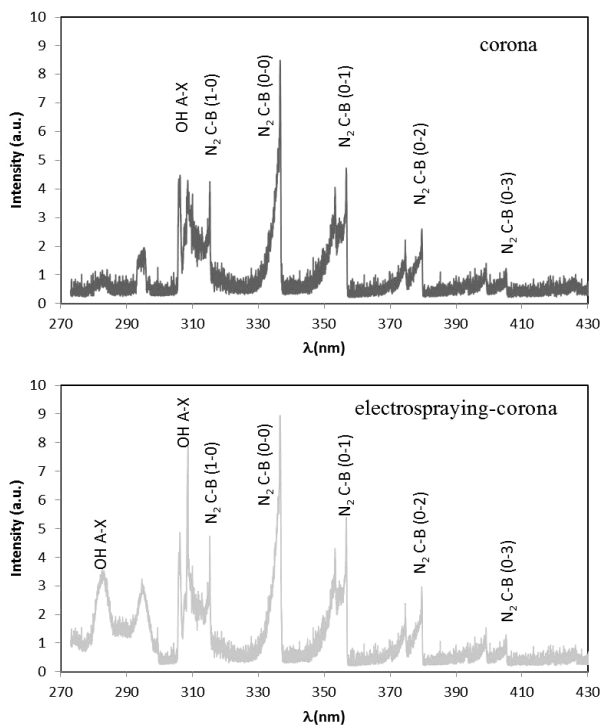 10
9
8
7
6
5
4
3
2
1
0
Intensity (a.u.)
corona
OH A-X
N₂ C-B (1-0)
N₂ C-B (0-0)
N₂ C-B (0-1)
N₂ C-B (0-2)
N₂ C-B (0-3)
270 290 310 330 350 370 390 410 430
λ(nm)
10
9
8
7
6
5
4
3
2
1
0
Intensity (a.u.)
electrospraying-corona
OH A-X
OH A-X
N₂ C-B (1-0)
N₂ C-B (0-0)
N₂ C-B (0-1)
N₂ C-B (0-2)
N₂ C-B (0-3)
270 290 310 330 350 370 390 410 430
λ(nm)